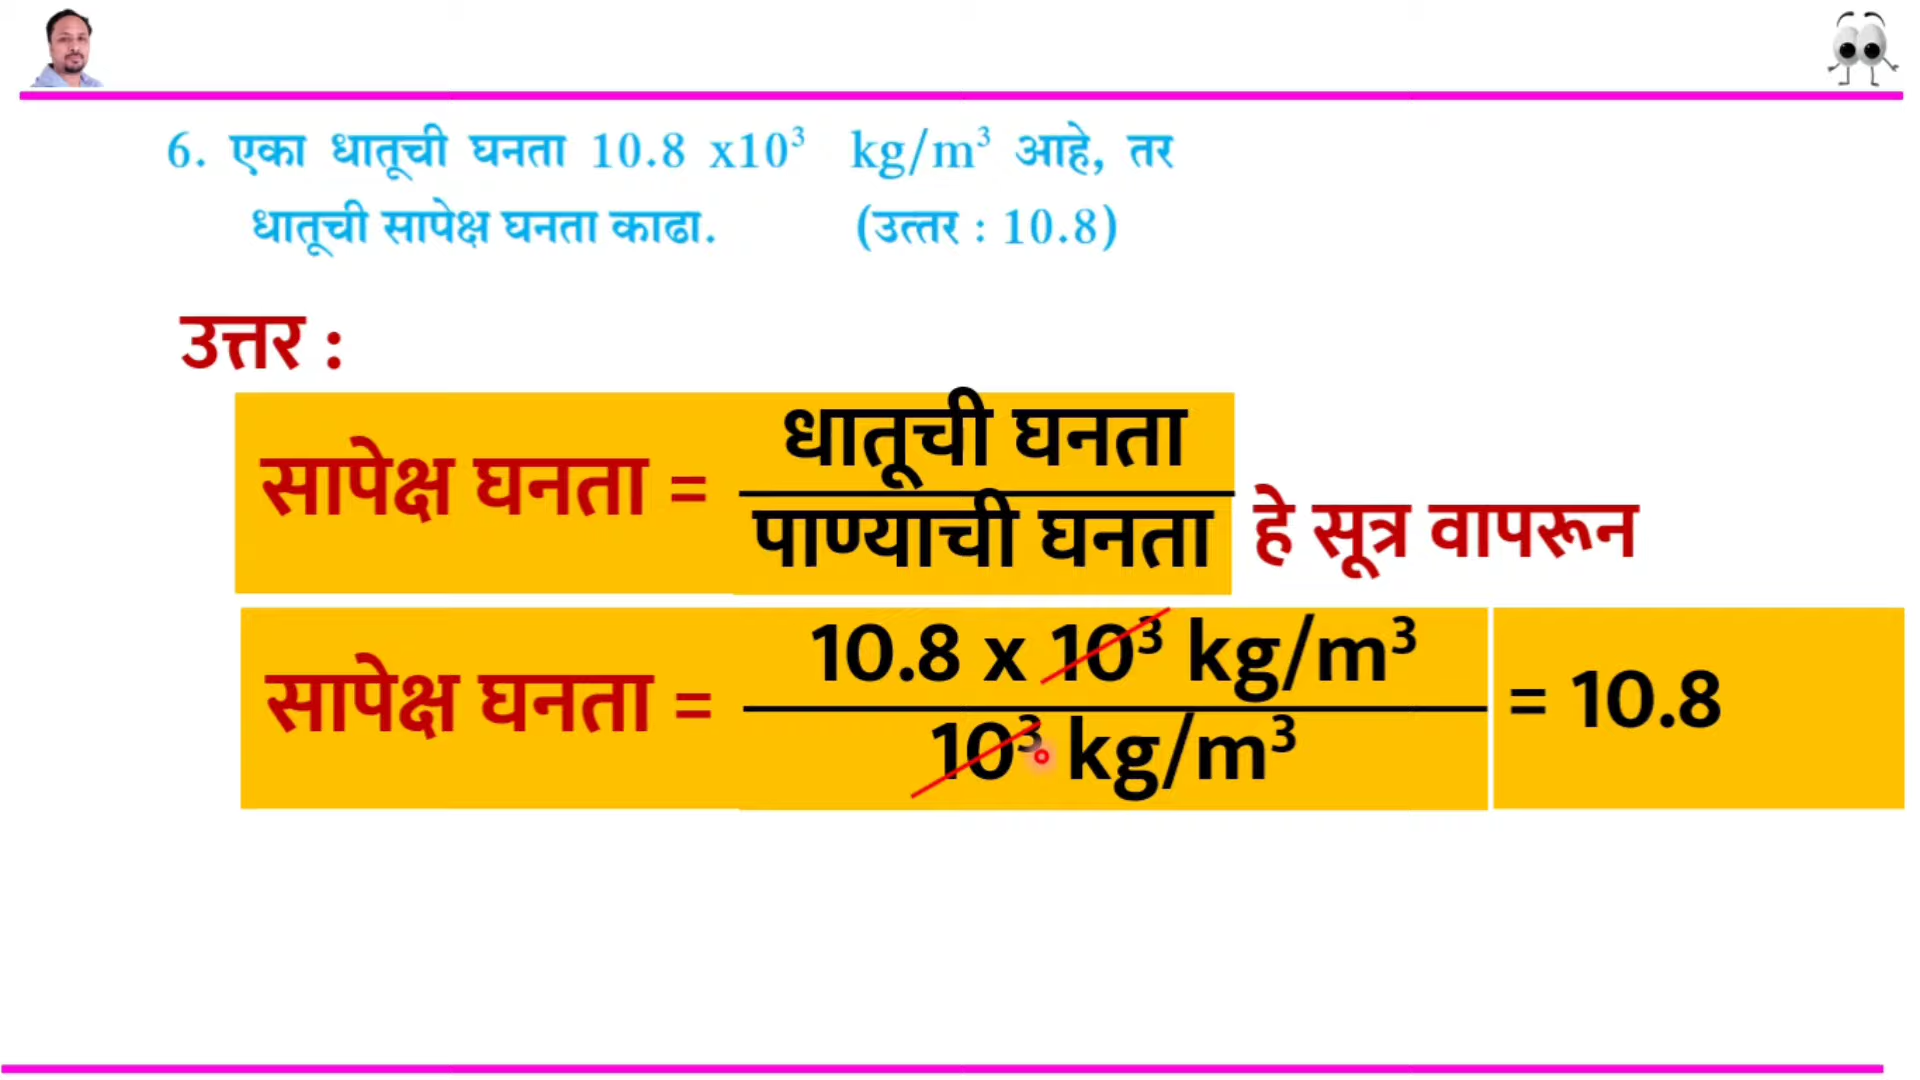 6. एका धातूची घनता 10.8 x10³ kg/m³ आहे, तर
धातूची सापेक्ष घनता काढा. (उत्तर : 10.8)
उत्तर :
सापेक्ष घनता = धातूची घनता
पाण्याची घनता
हे सूत्र वापरून
सापेक्ष घनता = 10.8 x 10³ kg/m³
10³ kg/m³
= 10.8